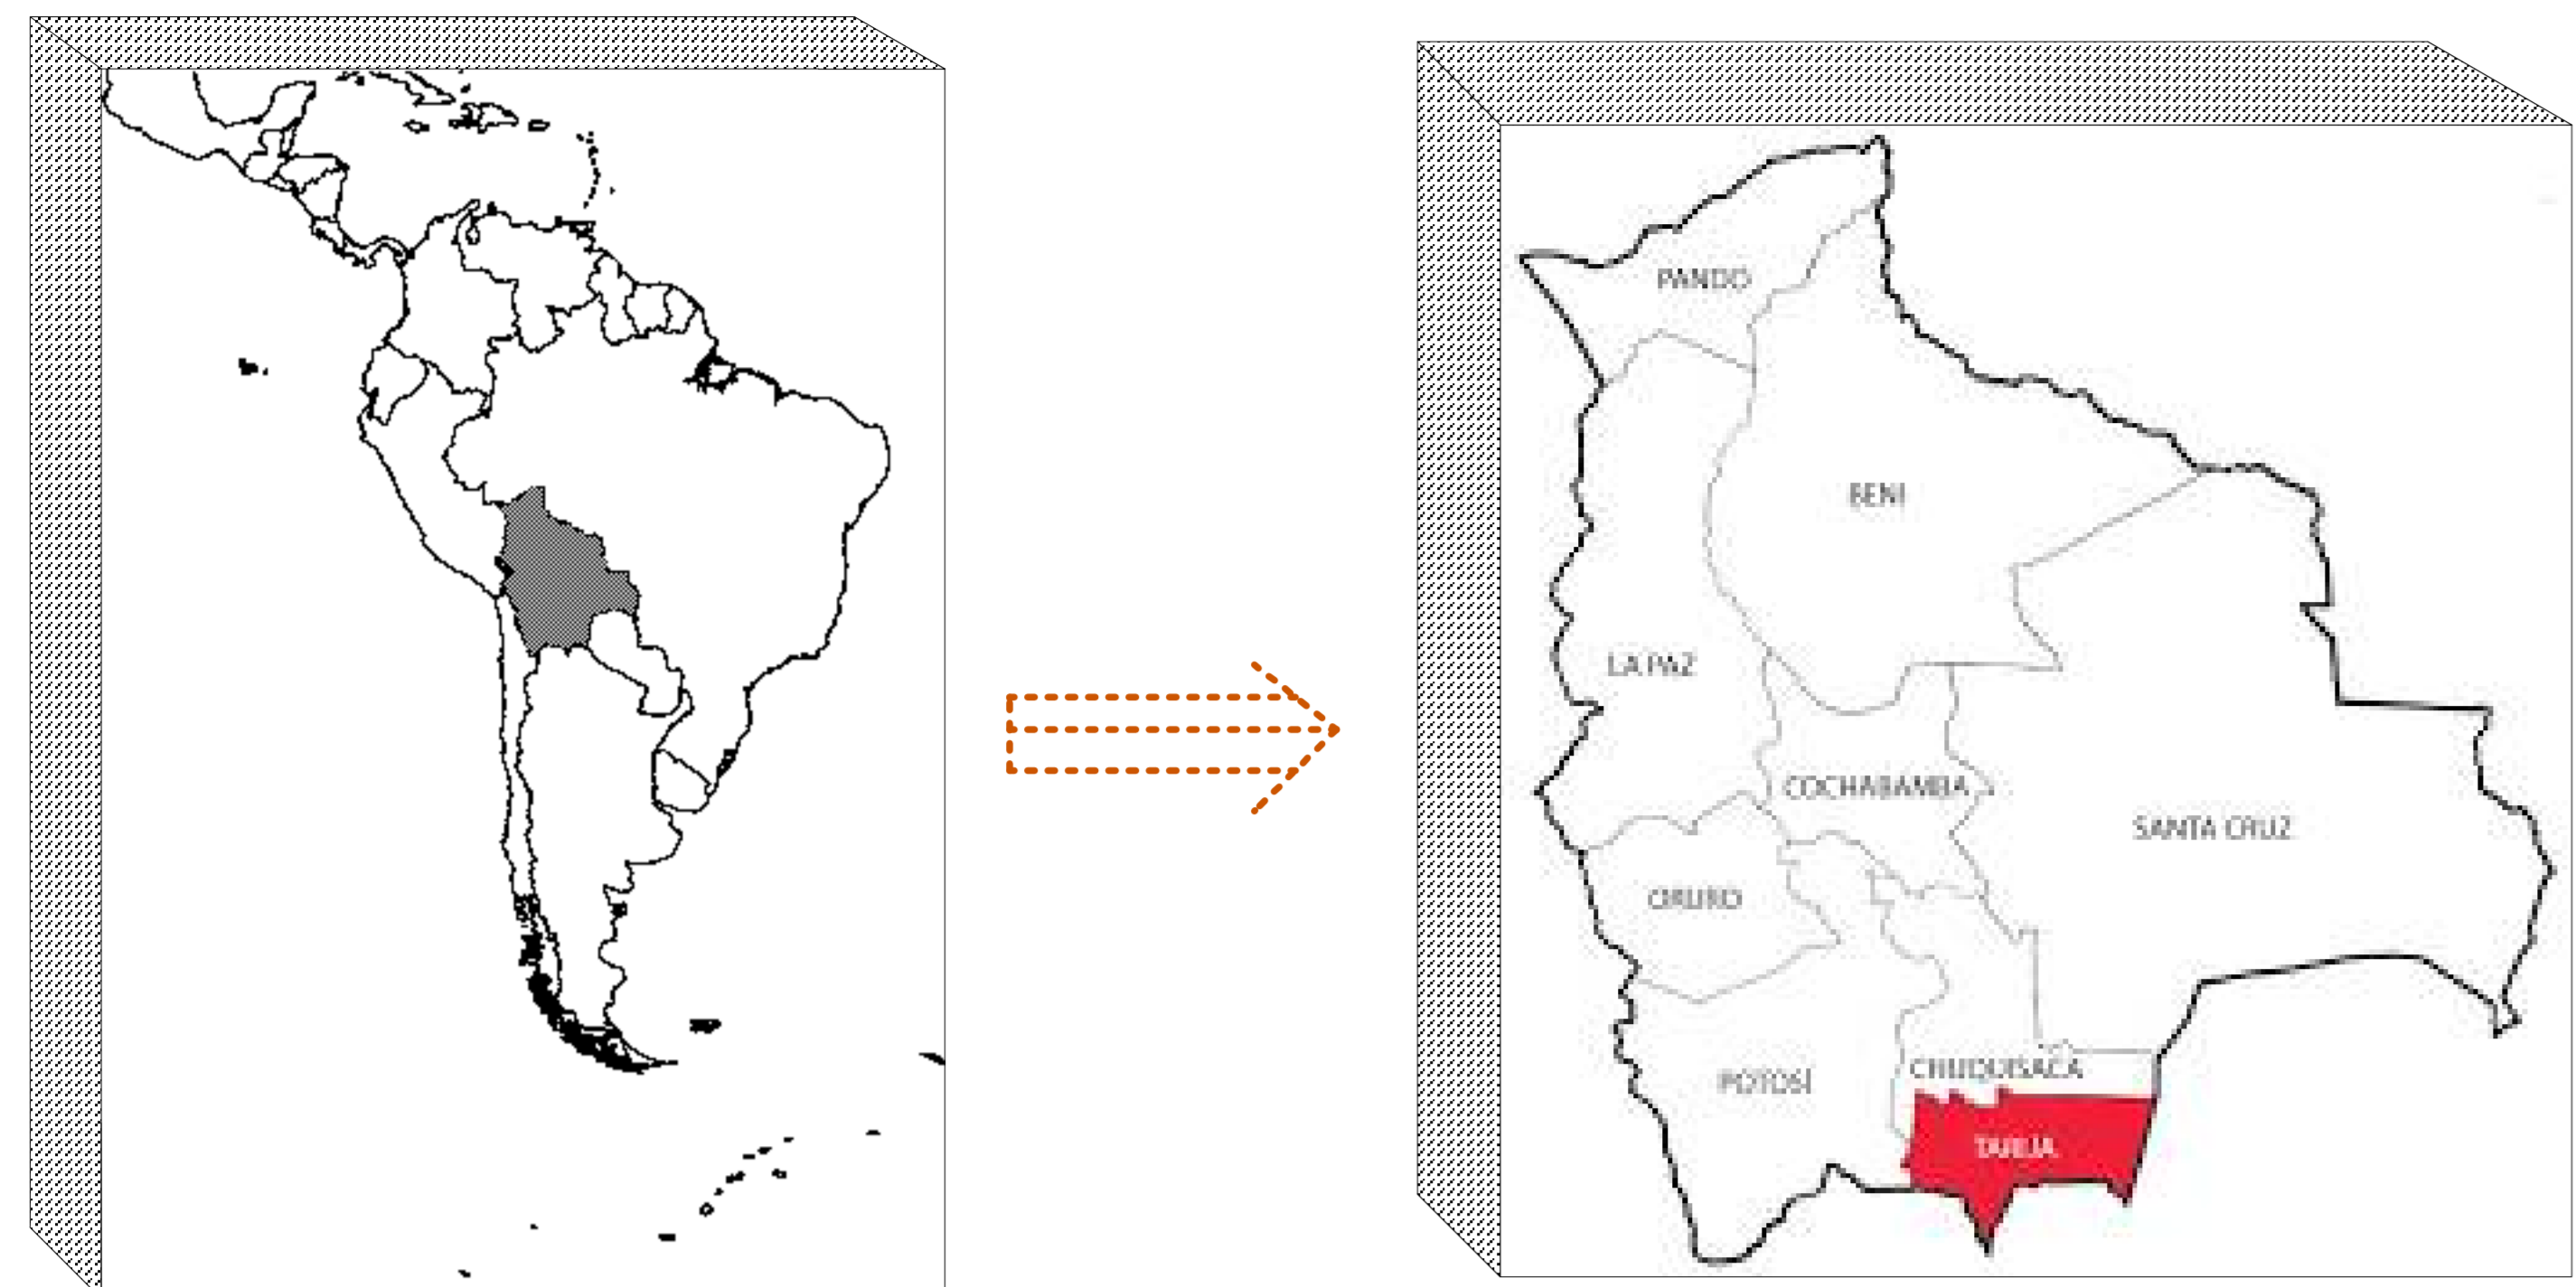 PANDO
BENI
LA PAZ
COCHABAMBA
SANTA CRUZ
ORURO
CHUQUISACA
POTOSÍ
TARIJA